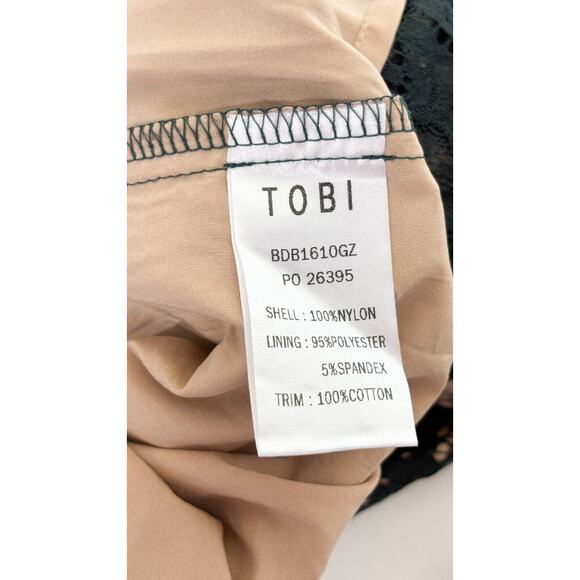 TOBI
BDB1610GZ
PO 26395
SHELL : 100%NYLON
LINING : 95%POLYESTER
5%SPANDEX
TRIM : 100%COTTON